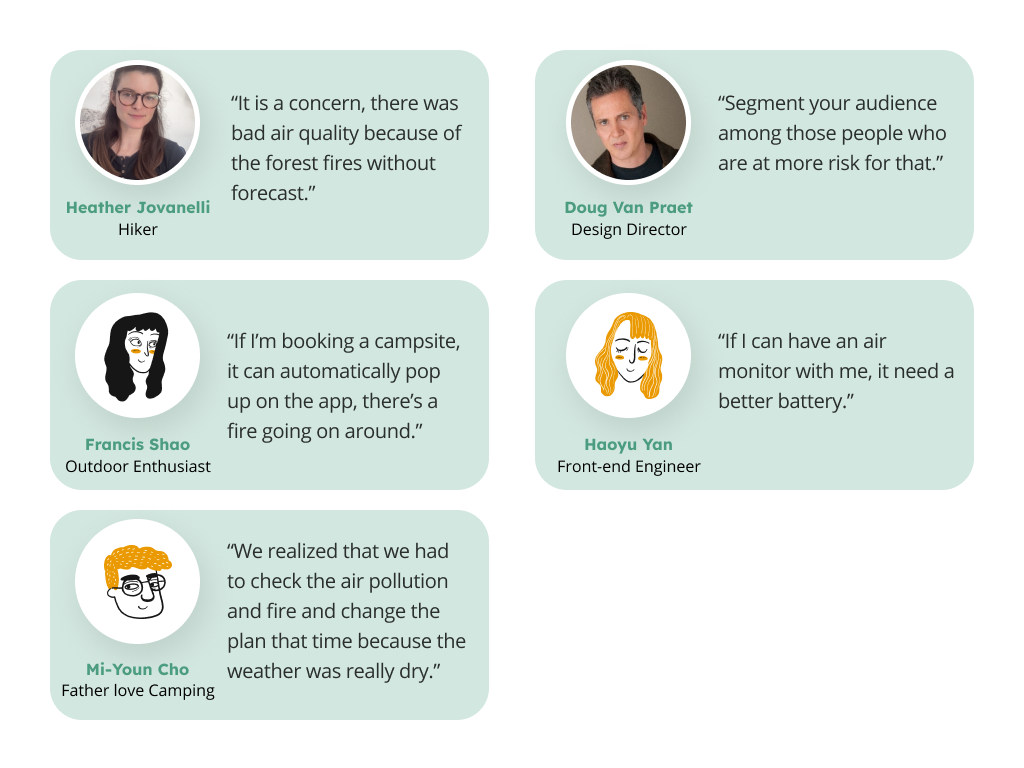 “It is a concern, there was
bad air quality because of
the forest fires without
forecast.”
Heather Jovanelli
Hiker
“Segment your audience
among those people who
are at more risk for that.”
Doug Van Praet
Design Director
“If I’m booking a campsite,
it can automatically pop
up on the app, there’s a
fire going on around.”
Francis Shao
Outdoor Enthusiast
“If I can have an air
monitor with me, it need a
better battery.”
Haoyu Yan
Front-end Engineer
“We realized that we had
to check the air pollution
and fire and change the
plan that time because the
weather was really dry.”
Mi-Youn Cho
Father love Camping